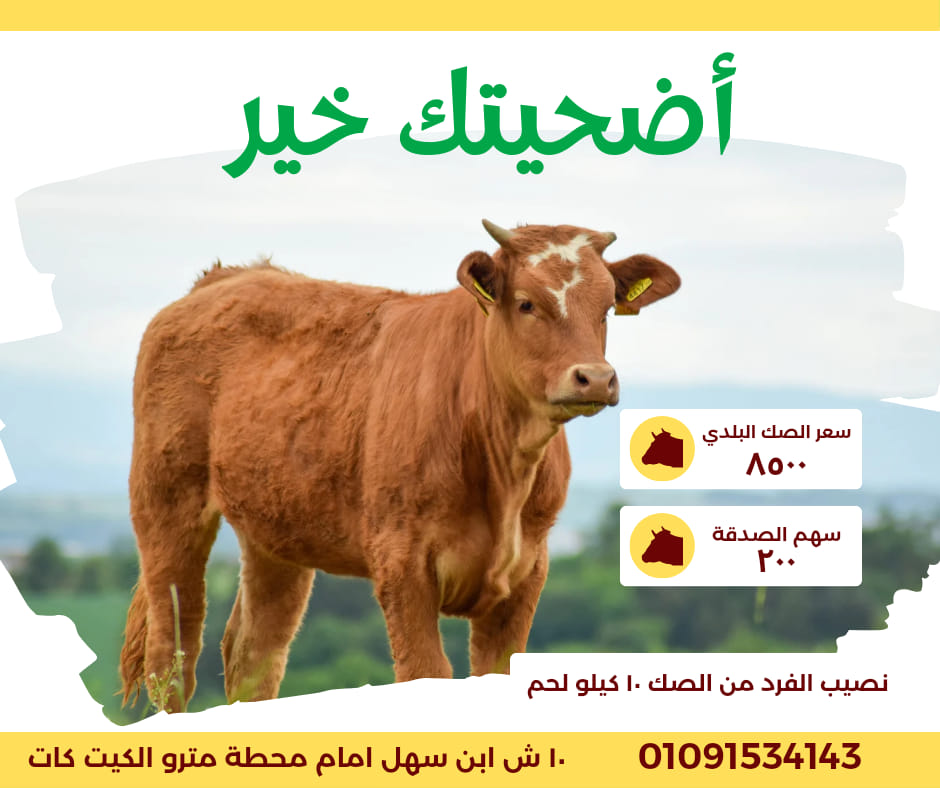 أضحيتك خير
سعر الصك البلدي
٨٥٠٠
سهم الصدقة
٢٠٠
نصيب الفرد من الصك ١٠ كيلو لحم
01091534143
١٠ ش ابن سهل امام محطة مترو الكيت كات